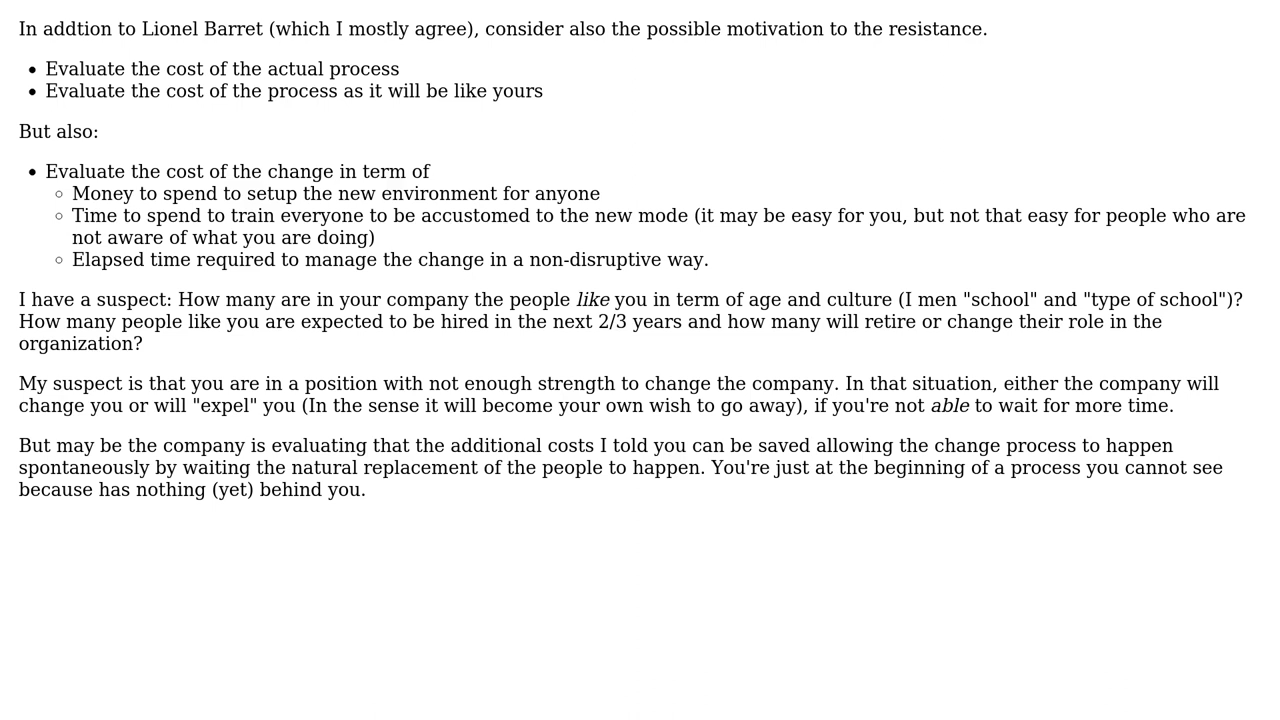 In addtion to Lionel Barret (which I mostly agree), consider also the possible motivation to the resistance.
• Evaluate the cost of the actual process
• Evaluate the cost of the process as it will be like yours
But also:
• Evaluate the cost of the change in term of
◦ Money to spend to setup the new environment for anyone
◦ Time to spend to train everyone to be accustomed to the new mode (it may be easy for you, but not that easy for people who are
not aware of what you are doing)
◦ Elapsed time required to manage the change in a non-disruptive way.
I have a suspect: How many are in your company the people like you in term of age and culture (I men "school" and "type of school")?
How many people like you are expected to be hired in the next 2/3 years and how many will retire or change their role in the
organization?
My suspect is that you are in a position with not enough strength to change the company. In that situation, either the company will
change you or will "expel" you (In the sense it will become your own wish to go away), if you're not able to wait for more time.
But may be the company is evaluating that the additional costs I told you can be saved allowing the change process to happen
spontaneously by waiting the natural replacement of the people to happen. You're just at the beginning of a process you cannot see
because has nothing (yet) behind you.